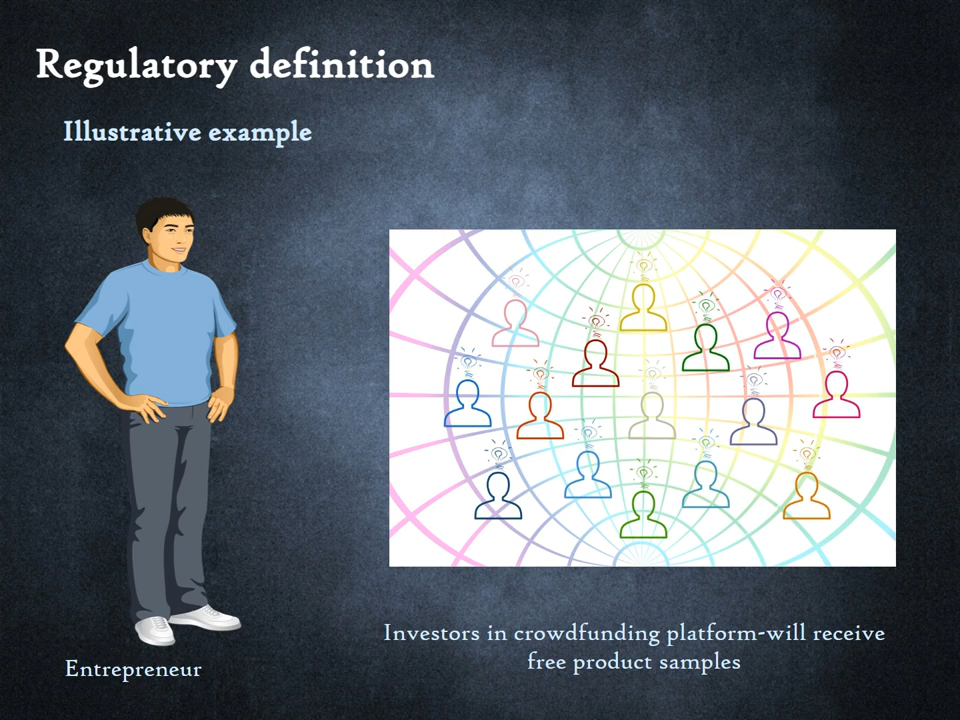 Regulatory definition
Illustrative example
Investors in crowdfunding platform-will receive
free product samples
Entrepreneur